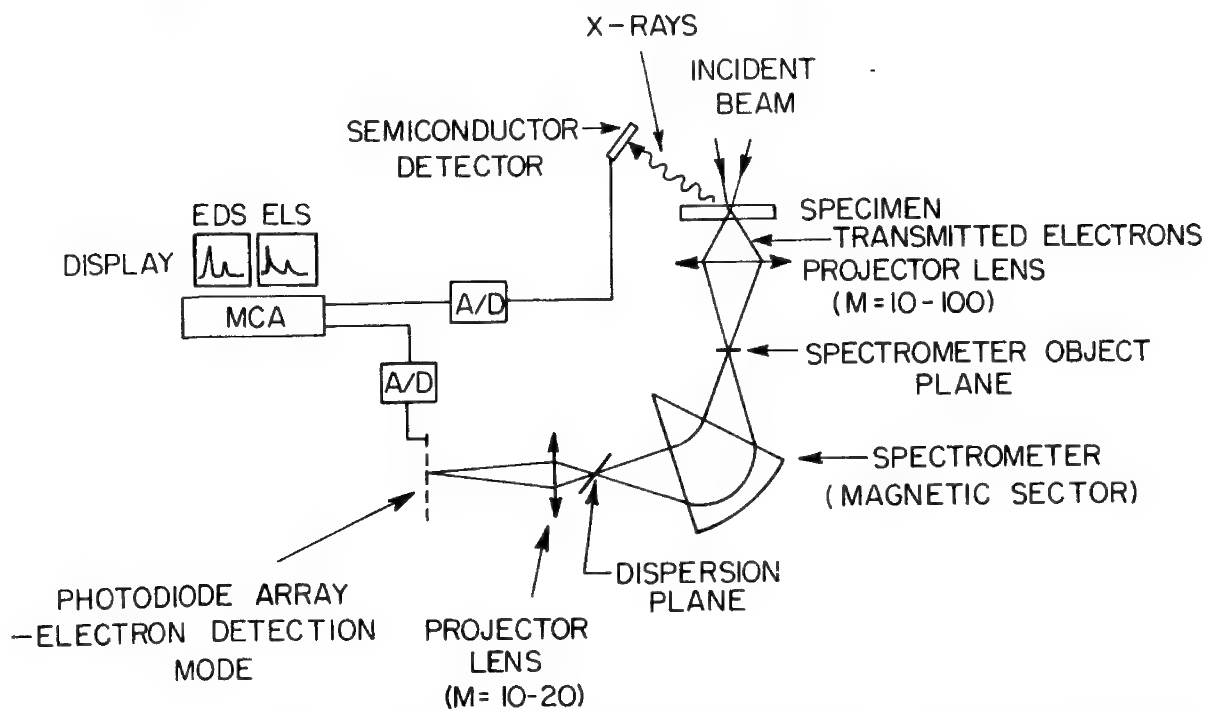 X-RAYS
INCIDENT
BEAM
SEMICONDUCTOR
DETECTOR
SPECIMEN
TRANSMITTED ELECTRONS
PROJECTOR LENS
(M=10-100)
EDS ELS
DISPLAY
MCA
A/D
A/D
SPECTROMETER OBJECT
PLANE
SPECTROMETER
(MAGNETIC SECTOR)
DISPERSION
PLANE
PHOTODIODE ARRAY
-ELECTRON DETECTION
MODE
PROJECTOR
LENS
(M= 10-20)